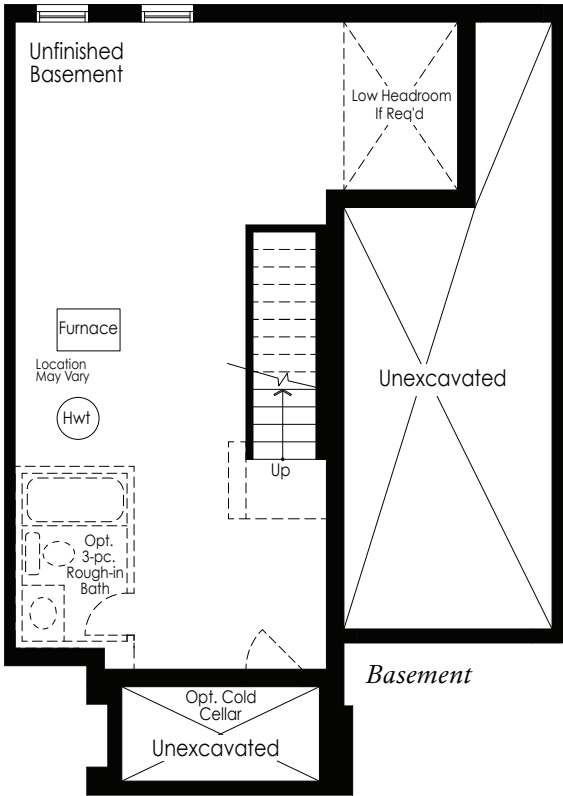 Unfinished
Basement
Low Headroom
If Req'd
Furnace
Location
May Vary
Hwt
Unexcavated
Up
Opt.
3-pc.
Rough-in
Bath
Basement
Opt. Cold
Cellar
Unexcavated